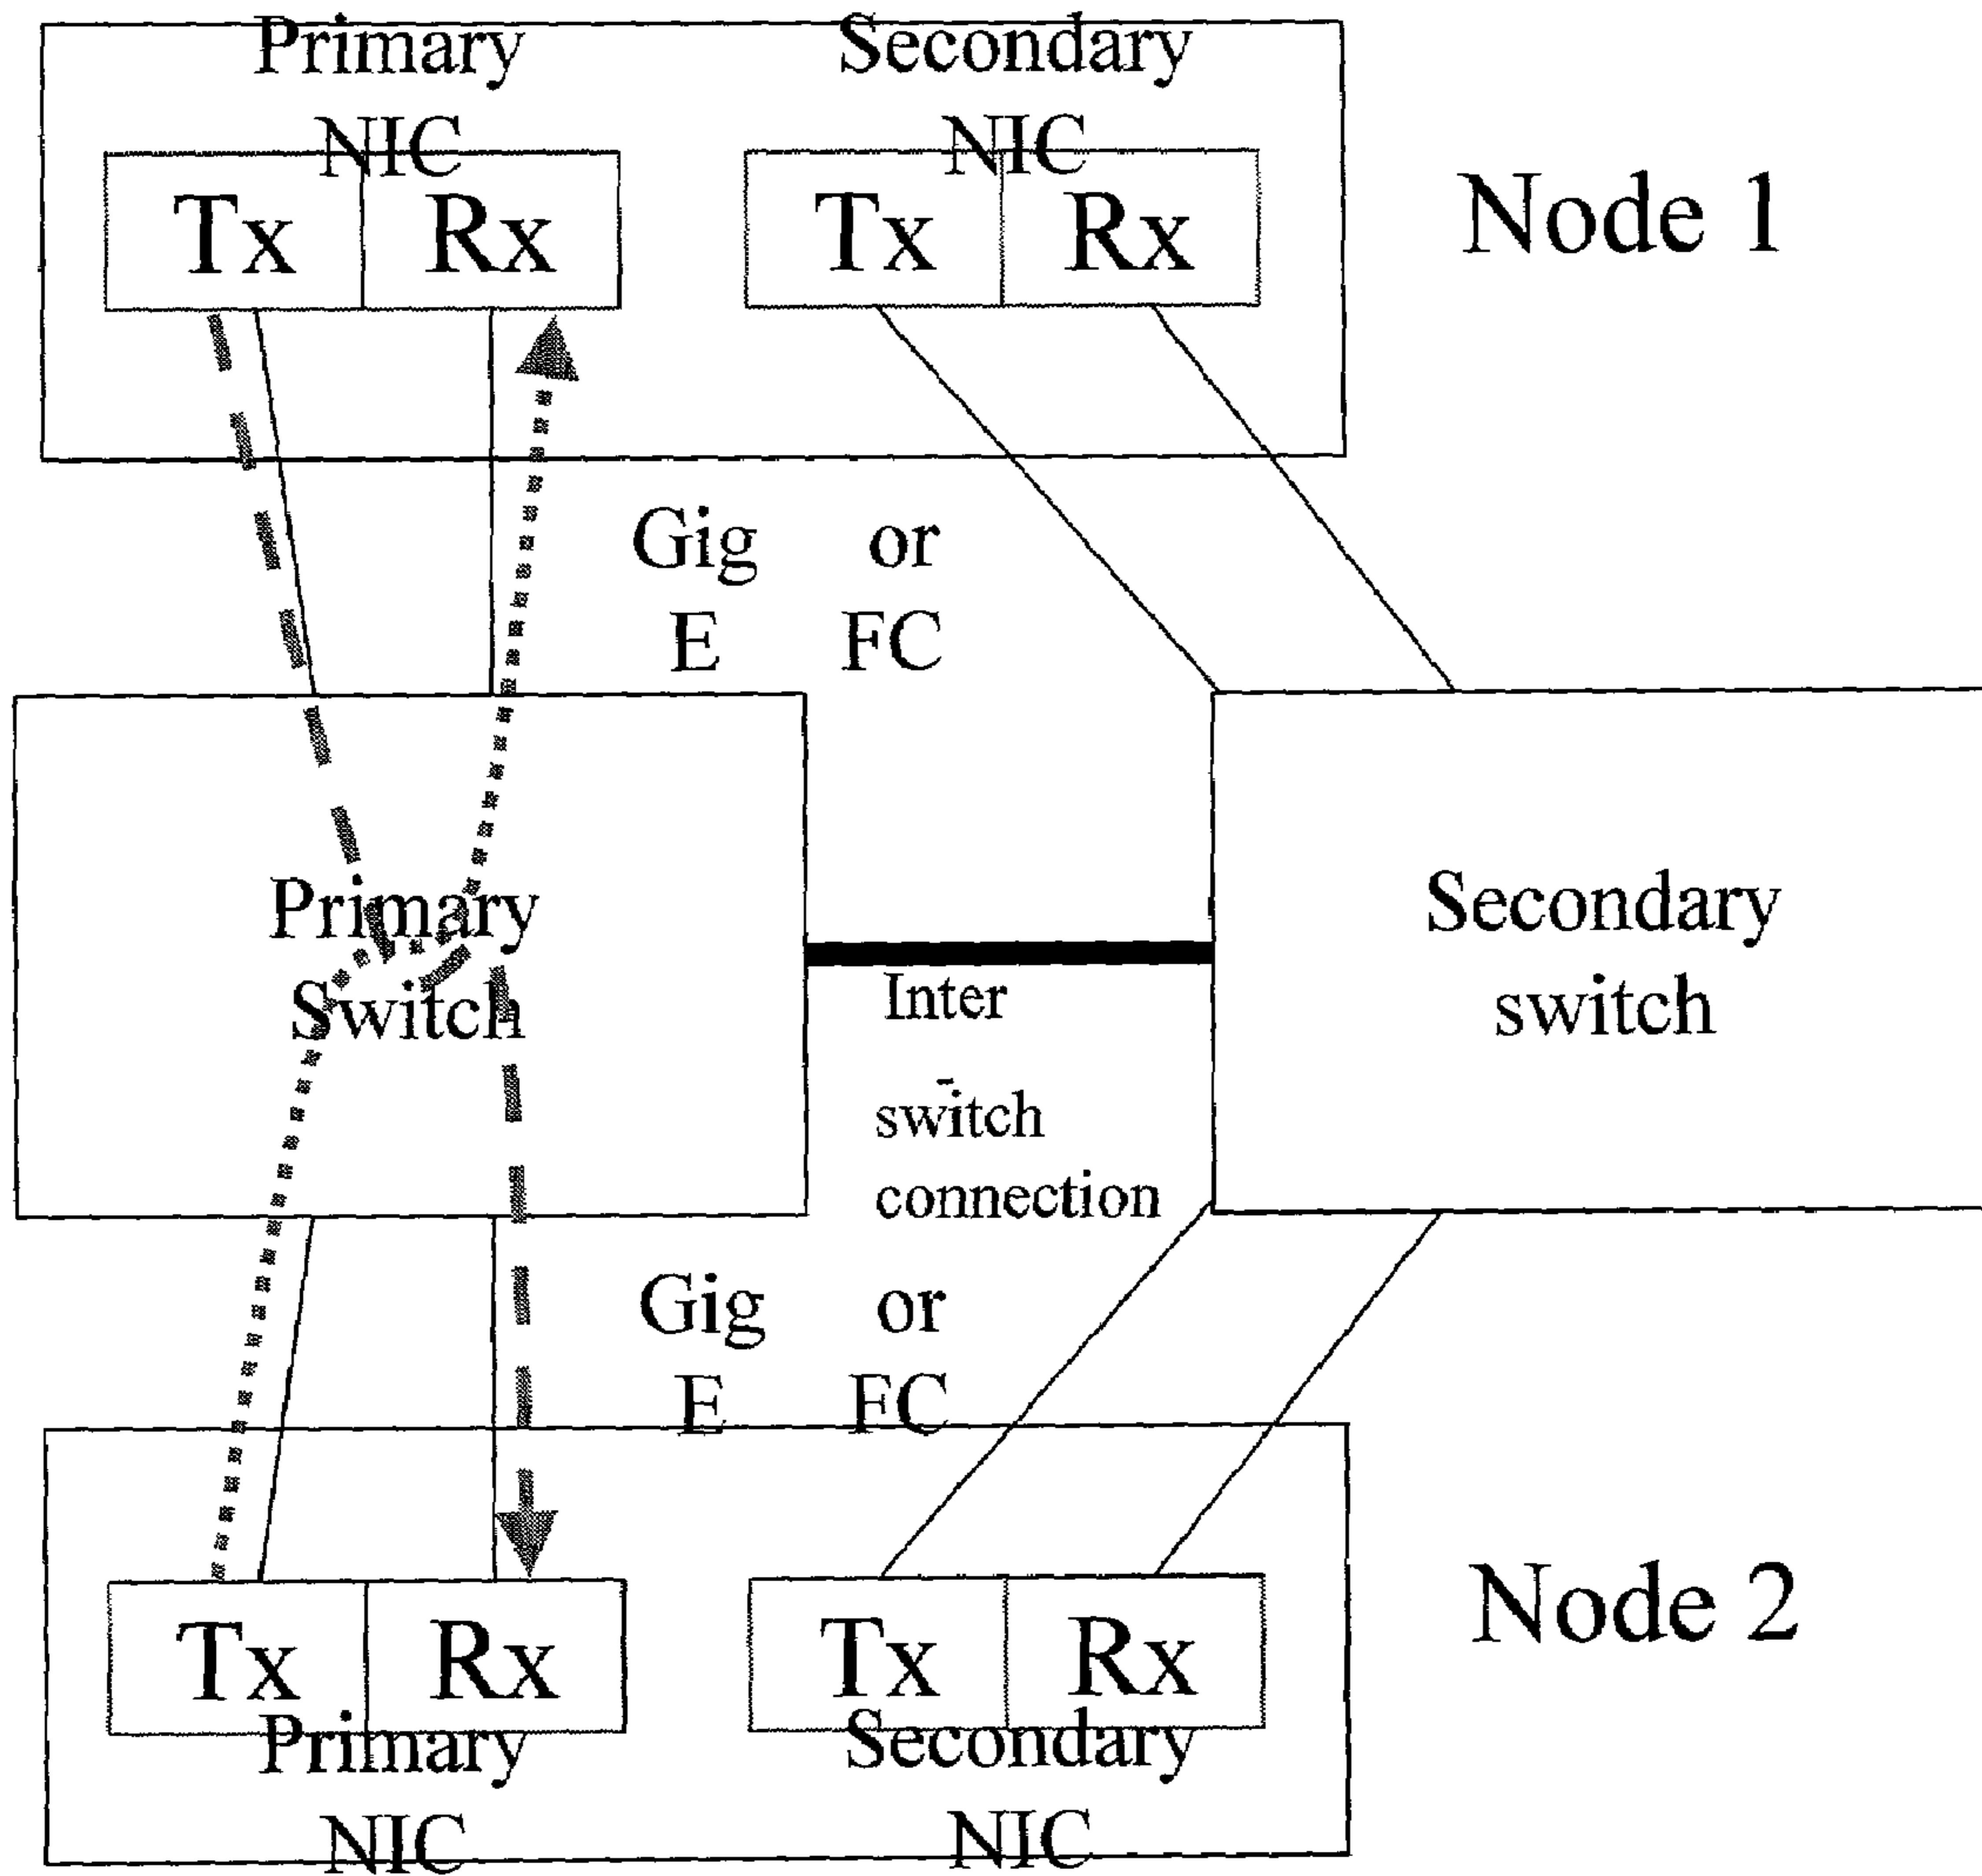 Primary
NIC
Secondary
NIC
Tx Rx
Tx Rx
Node 1
Gig or
E FC
Primary
Switch
Inter
-
switch
connection
Secondary
switch
Gig or
E FC
Tx Rx
Primary
NIC
Tx Rx
Secondary
NIC
Node 2